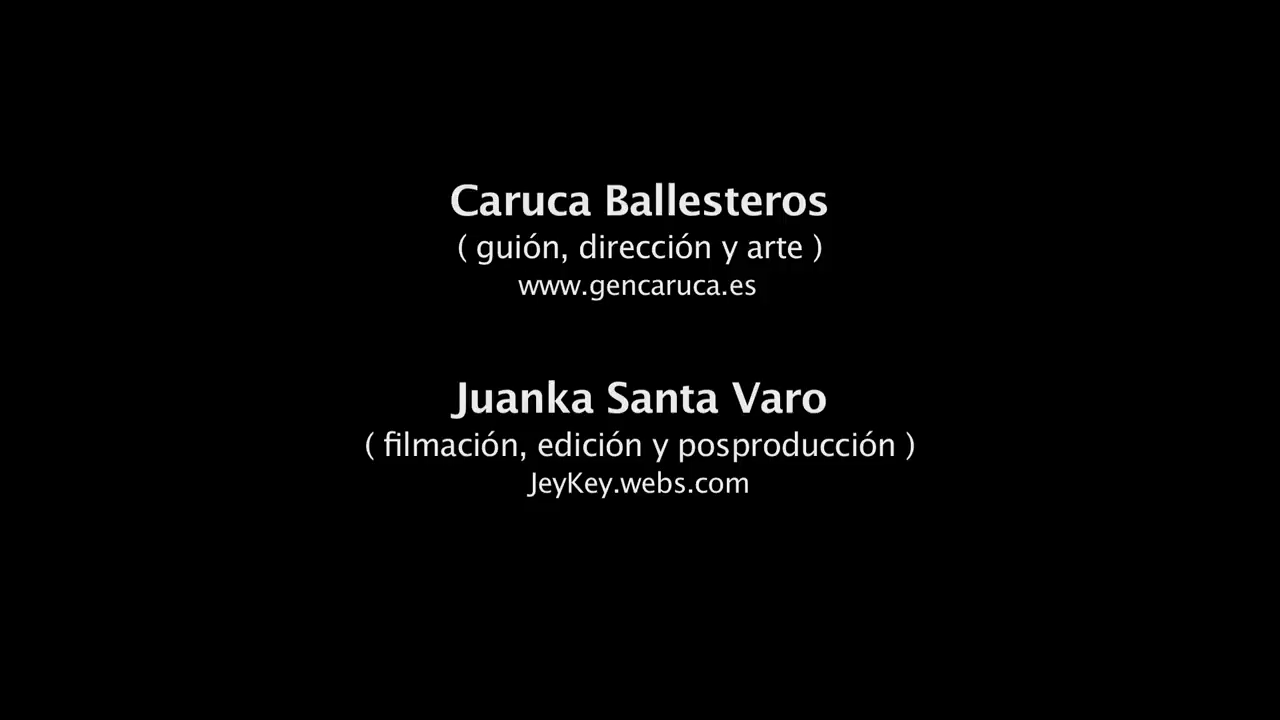 Caruca Ballesteros
( guión, dirección y arte )
www.gencaruca.es
Juanka Santa Varo
( filmación, edición y posproducción )
JeyKey.webs.com